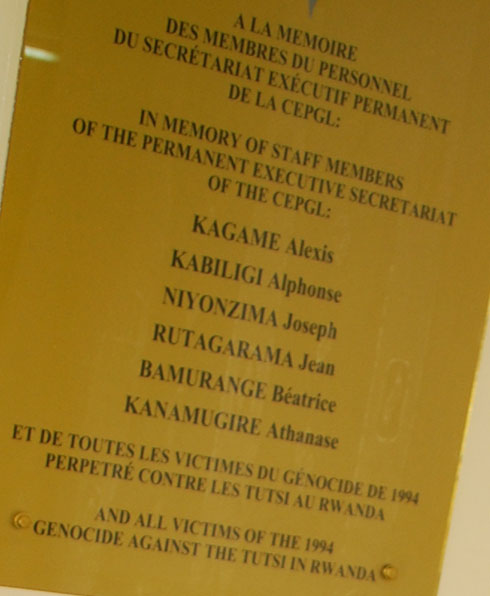 A LA MEMOIRE
DES MEMBRES DU PERSONNEL
DU SECRÉTARIAT EXÉCUTIF PERMANENT
DE LA CEPGL:
IN MEMORY OF STAFF MEMBERS
OF THE PERMANENT EXECUTIVE SECRETARIAT
OF THE CEPGL:
KAGAME Alexis
KABILIGI Alphonse
NIYONZIMA Joseph
RUTAGARAMA Jean
BAMURANGE Béatrice
KANAMUGIRE Athanase
ET DE TOUTES LES VICTIMES DU GÉNOCIDE DE 1994
PERPETRÉ CONTRE LES TUTSI AU RWANDA
AND ALL VICTIMS OF THE 1994
GENOCIDE AGAINST THE TUTSI IN RWANDA